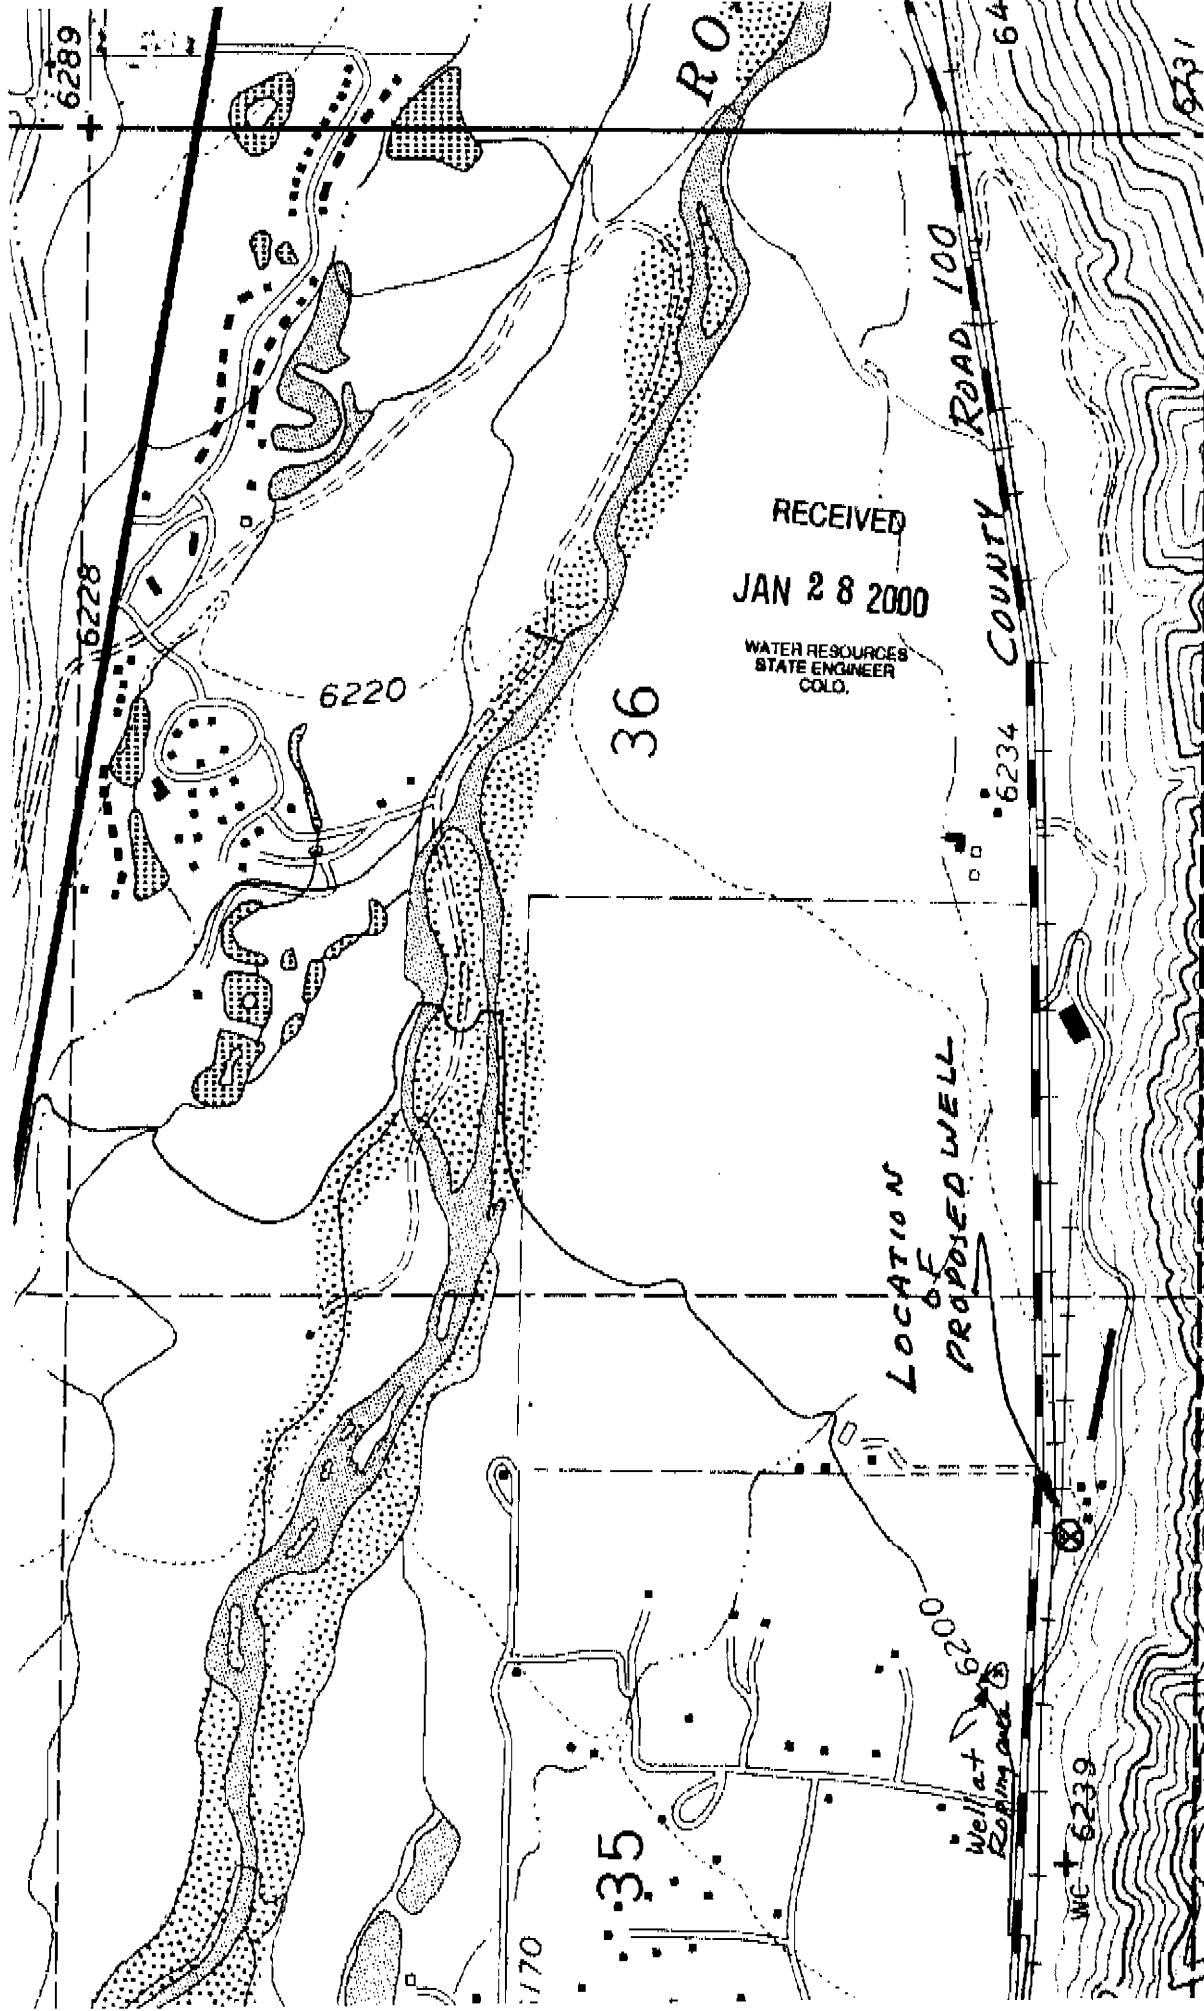 6289
RO
64
6231
6228
COUNTY ROAD 100
RECEIVED
JAN 28 2000
WATER RESOURCES
STATE ENGINEER
COLO.
6220
36
6234
LOCATION
OF
PROPOSED WELL
6200
Well at
35
WC
6239
170